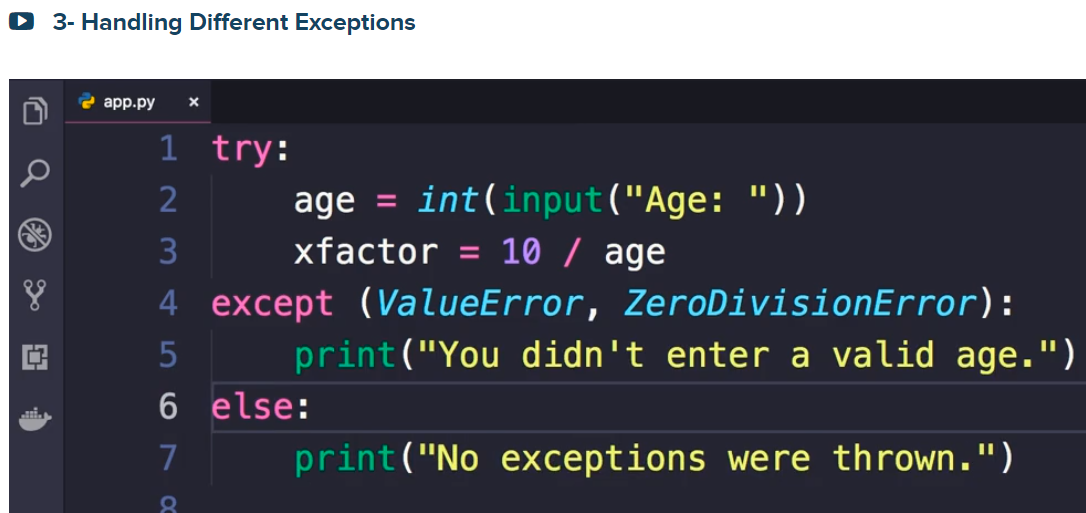 3- Handling Different Exceptions
app.py ×
1 try:
2     age = int(input("Age: "))
3     xfactor = 10 / age
4 except (ValueError, ZeroDivisionError):
5     print("You didn't enter a valid age.")
6 else:
7     print("No exceptions were thrown.")
8